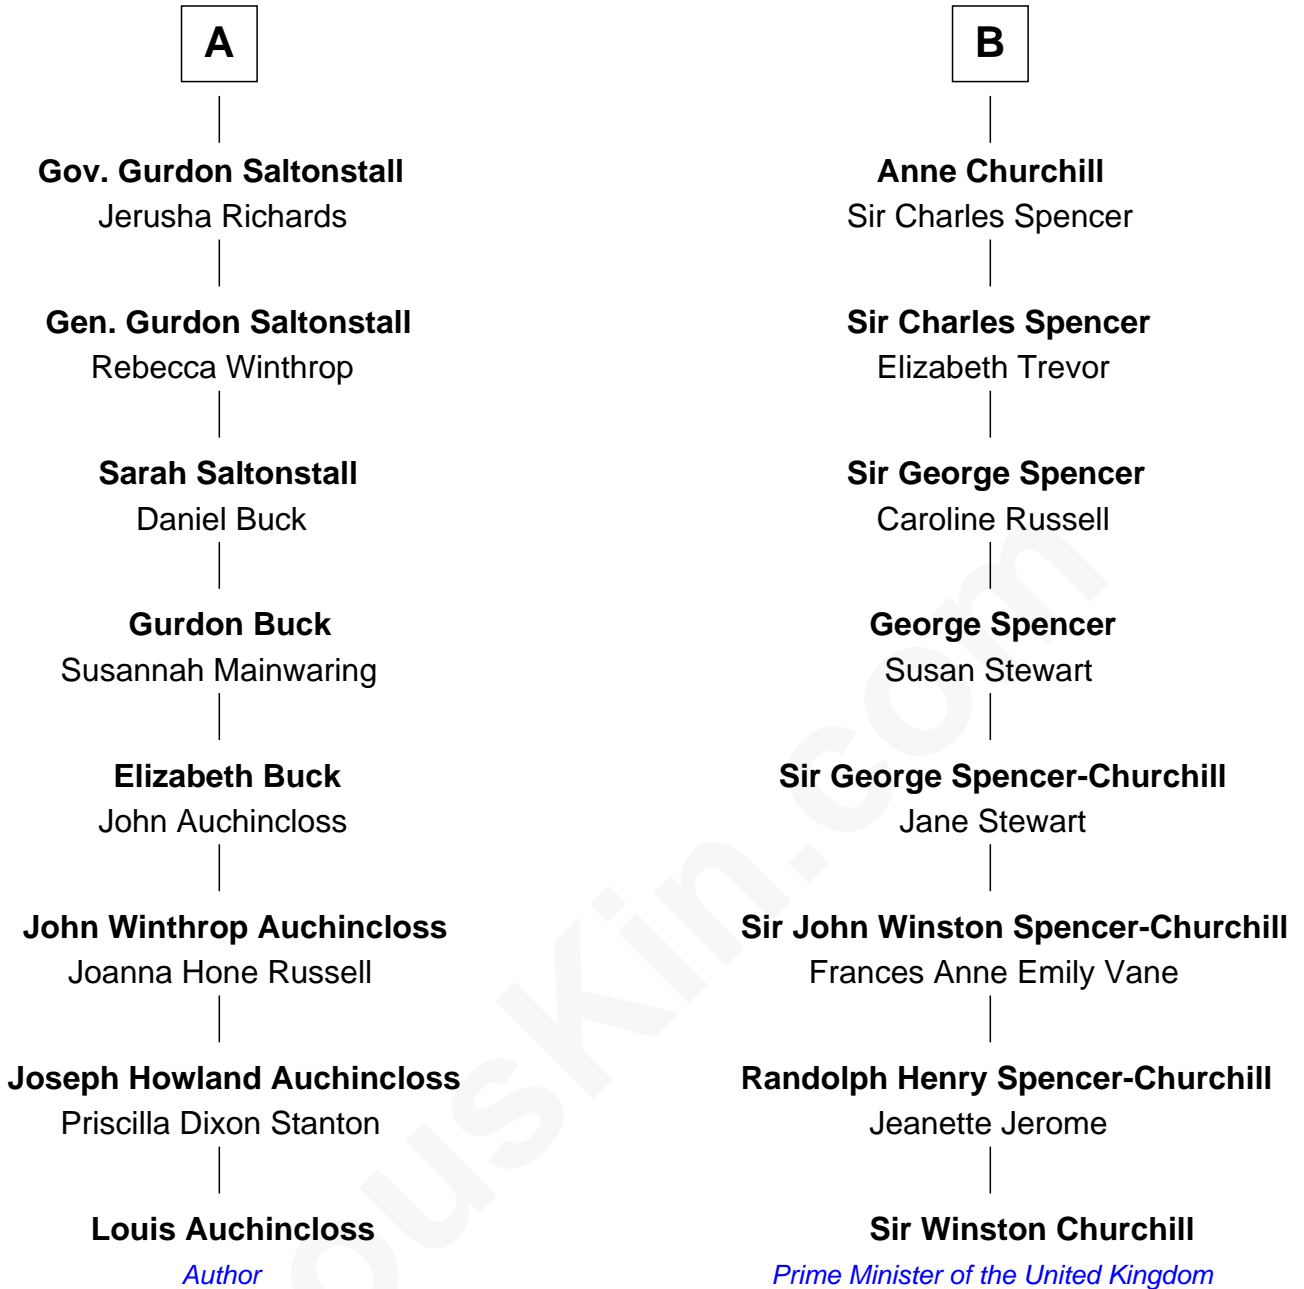 A
Gov. Gurdon Saltonstall
Jerusha Richards
Gen. Gurdon Saltonstall
Rebecca Winthrop
Sarah Saltonstall
Daniel Buck
Gurdon Buck
Susannah Mainwaring
Elizabeth Buck
John Auchincloss
John Winthrop Auchincloss
Joanna Hone Russell
Joseph Howland Auchincloss
Priscilla Dixon Stanton
Louis Auchincloss
Author
B
Anne Churchill
Sir Charles Spencer
Sir Charles Spencer
Elizabeth Trevor
Sir George Spencer
Caroline Russell
George Spencer
Susan Stewart
Sir George Spencer-Churchill
Jane Stewart
Sir John Winston Spencer-Churchill
Frances Anne Emily Vane
Randolph Henry Spencer-Churchill
Jeanette Jerome
Sir Winston Churchill
Prime Minister of the United Kingdom
ousKin.com